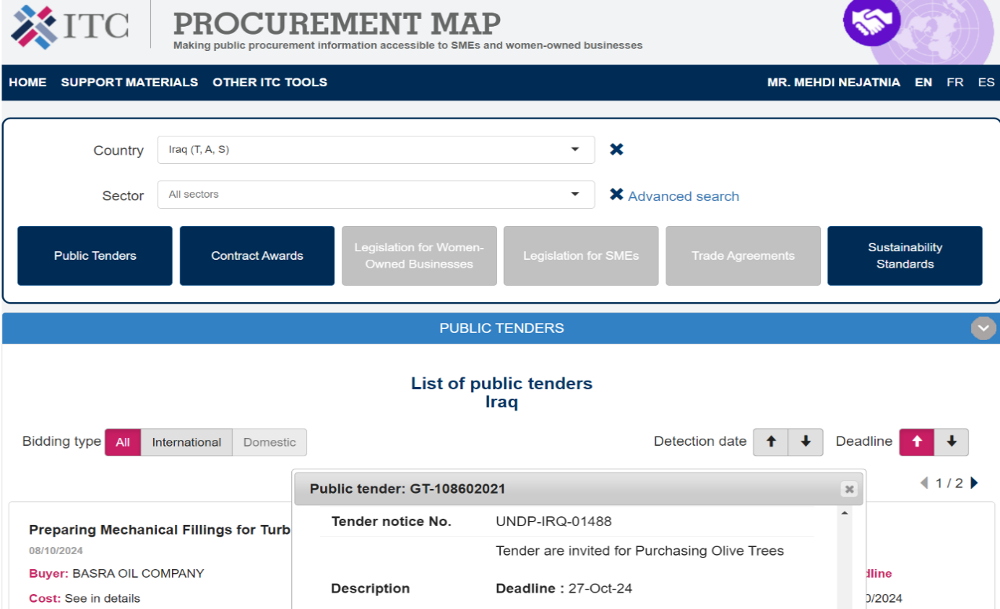 ITC
PROCUREMENT MAP
Making public procurement information accessible to SMEs and women-owned businesses
HOME SUPPORT MATERIALS OTHER ITC TOOLS MR. MEHDI NEJATNIA EN FR ES
Country Iraq (T, A, S)
Sector All sectors Advanced search
Public Tenders
Contract Awards
Legislation for Women-
Owned Businesses
Legislation for SMEs
Trade Agreements
Sustainability
Standards
PUBLIC TENDERS
List of public tenders
Iraq
Bidding type All International Domestic Detection date Deadline
1 / 2
Public tender: GT-108602021
Tender notice No. UNDP-IRQ-01488
Tender are invited for Purchasing Olive Trees
Description Deadline : 27-Oct-24
Preparing Mechanical Fillings for Turb
08/10/2024
Buyer: BASRA OIL COMPANY
Cost: See in details
dline
0/2024